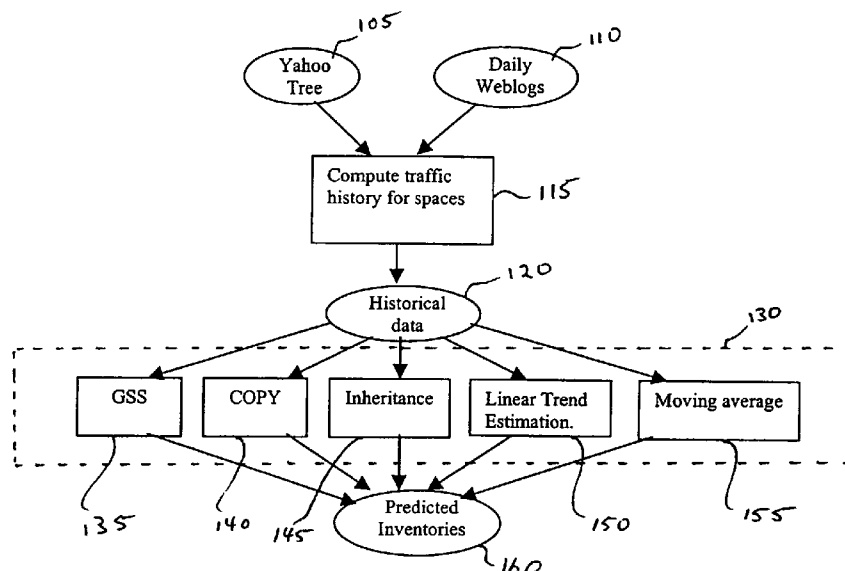 105
110
Yahoo
Tree
Daily
Weblogs
Compute traffic
history for spaces
115
120
Historical
data
130
GSS
COPY
Inheritance
Linear Trend
Estimation.
Moving average
135
140
145
150
155
Predicted
Inventories
160